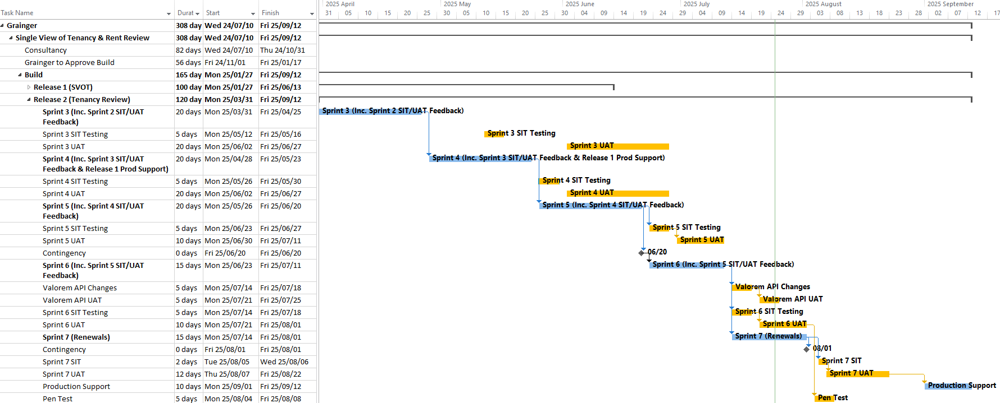 2025 April 2025 May 2025 June 2025 July 2025 August 2025 September
Task Name Durat Start Finish 31 05 10 15 20 25 30 05 10 15 20 25 30 04 09 14 19 24 29 04 09 14 19 24 29 03 08 13 18 23 28 02 07 12 17
Grainger 308 day Wed 24/07/10 Fri 25/09/12
Single View of Tenancy & Rent Review 308 day Wed 24/07/10 Fri 25/09/12
Consultancy 82 days Wed 24/07/10 Thu 24/10/31
Grainger to Approve Build 56 days Fri 24/11/01 Fri 25/01/17
Build 165 day Mon 25/01/27 Fri 25/09/12
Release 1 (SVOT) 100 day Mon 25/01/27 Fri 25/06/13
Release 2 (Tenancy Review) 120 day Mon 25/03/31 Fri 25/09/12
Sprint 3 (Inc. Sprint 2 SIT/UAT 20 days Mon 25/03/31 Fri 25/04/25 Sprint 3 (Inc. Sprint 2 SIT/UAT Feedback)
Feedback)
Sprint 3 SIT Testing 5 days Mon 25/05/12 Fri 25/05/16 Sprint 3 SIT Testing
Sprint 3 UAT 20 days Mon 25/06/02 Fri 25/06/27 Sprint 3 UAT
Sprint 4 (Inc. Sprint 3 SIT/UAT 20 days Mon 25/04/28 Fri 25/05/23 Sprint 4 (Inc. Sprint 3 SIT/UAT Feedback & Release 1 Prod Support)
Feedback & Release 1 Prod Support)
Sprint 4 SIT Testing 5 days Mon 25/05/26 Fri 25/05/30 Sprint 4 SIT Testing
Sprint 4 UAT 20 days Mon 25/06/02 Fri 25/06/27 Sprint 4 UAT
Sprint 5 (Inc. Sprint 4 SIT/UAT 20 days Mon 25/05/26 Fri 25/06/20 Sprint 5 (Inc. Sprint 4 SIT/UAT Feedback)
Feedback)
Sprint 5 SIT Testing 5 days Mon 25/06/23 Fri 25/06/27 Sprint 5 SIT Testing
Sprint 5 UAT 10 days Mon 25/06/30 Fri 25/07/11 Sprint 5 UAT
Contingency 0 days Fri 25/06/20 Fri 25/06/20 06/20
Sprint 6 (Inc. Sprint 5 SIT/UAT 15 days Mon 25/06/23 Fri 25/07/11 Sprint 6 (Inc. Sprint 5 SIT/UAT Feedback)
Feedback)
Valorem API Changes 5 days Mon 25/07/14 Fri 25/07/18 Valorem API Changes
Valorem API UAT 5 days Mon 25/07/21 Fri 25/07/25 Valorem API UAT
Sprint 6 SIT Testing 5 days Mon 25/07/14 Fri 25/07/18 Sprint 6 SIT Testing
Sprint 6 UAT 10 days Mon 25/07/21 Fri 25/08/01 Sprint 6 UAT
Sprint 7 (Renewals) 15 days Mon 25/07/14 Fri 25/08/01 Sprint 7 (Renewals)
Contingency 0 days Fri 25/08/01 Fri 25/08/01 08/01
Sprint 7 SIT 2 days Tue 25/08/05 Wed 25/08/06 Sprint 7 SIT
Sprint 7 UAT 12 days Thu 25/08/07 Fri 25/08/22 Sprint 7 UAT
Production Support 10 days Mon 25/09/01 Fri 25/09/12 Production Support
Pen Test 5 days Mon 25/08/04 Fri 25/08/08 Pen Test